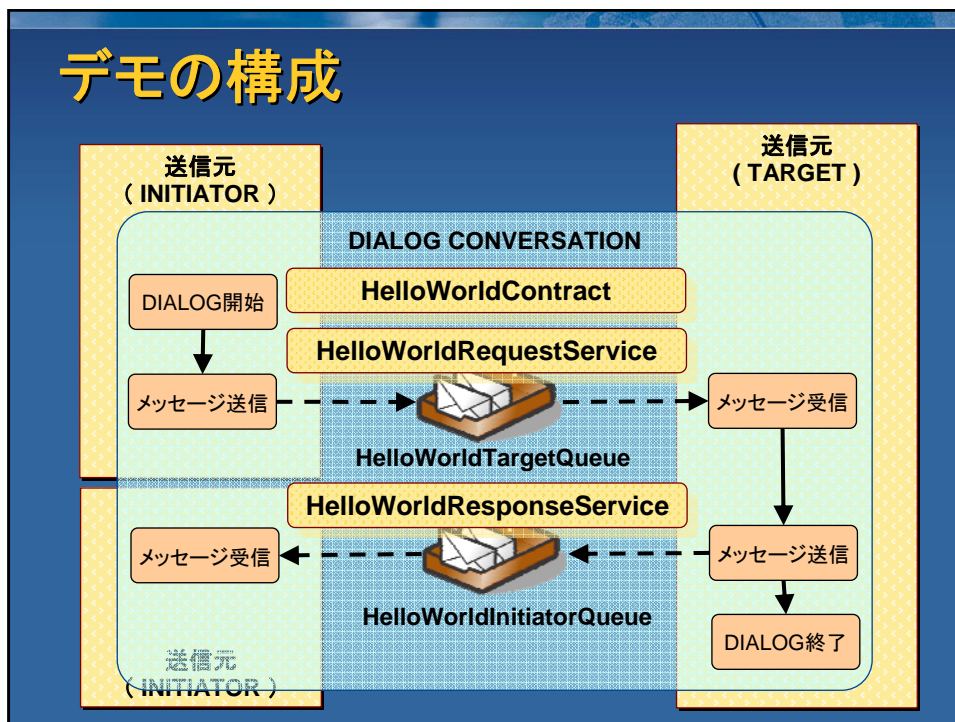 デモの構成
送信元
( INITIATOR )
送信元
( TARGET )
DIALOG CONVERSATION
HelloWorldContract
DIALOG開始
HelloWorldRequestService
メッセージ送信
メッセージ受信
HelloWorldTargetQueue
HelloWorldResponseService
メッセージ受信
メッセージ送信
HelloWorldInitiatorQueue
DIALOG終了
送信元
( INITIATOR )